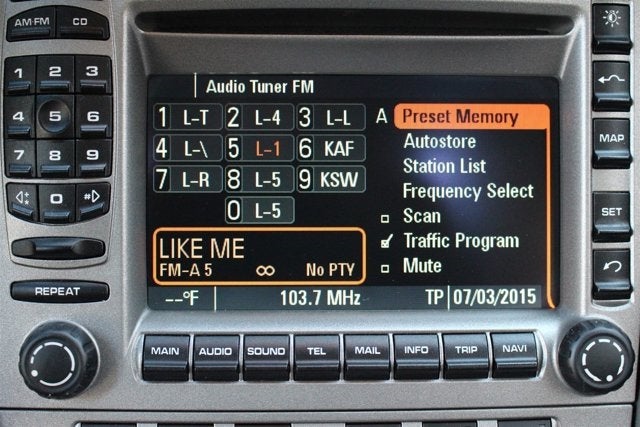 AM·FM CD
1 2 3
4 5 6
7 8 9
0 #
REPEAT
Audio Tuner FM
1 L-T 2 L-4 3 L-L
4 L-\ 5 L-1 6 KAF
7 L-R 8 L-5 9 KSW
0 L-5
A Preset Memory
Autostore
Station List
Frequency Select
Scan
Traffic Program
Mute
LIKE ME
FM-A 5 ∞ No PTY
--°F 103.7 MHz TP 07/03/2015
MAP
SET
MAIN AUDIO SOUND TEL MAIL INFO TRIP NAVI